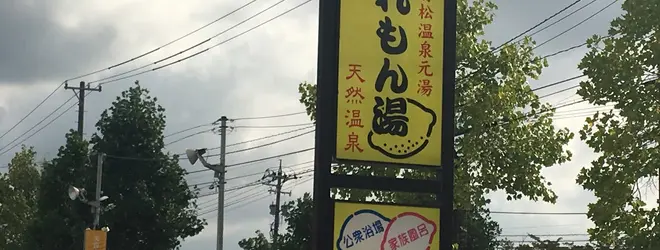 松温泉元湯
れもん湯
天然温泉
公衆浴場
家族風呂